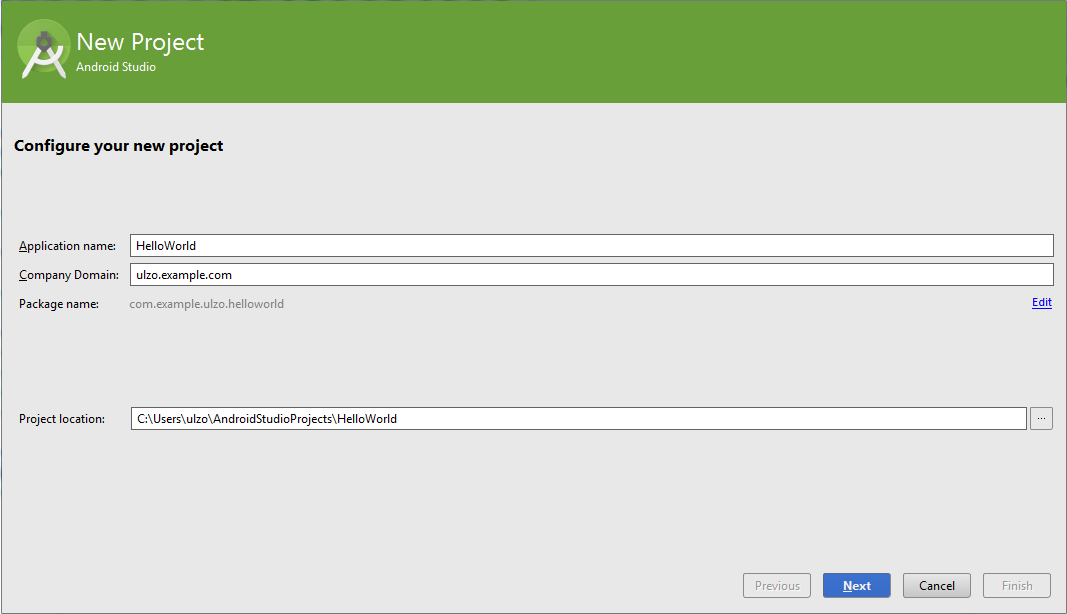 New Project
Android Studio
Configure your new project
Application name: HelloWorld
Company Domain: ulzo.example.com
Package name: com.example.ulzo.helloworld Edit
Project location: C:\Users\ulzo\AndroidStudioProjects\HelloWorld ...
Previous Next Cancel Finish